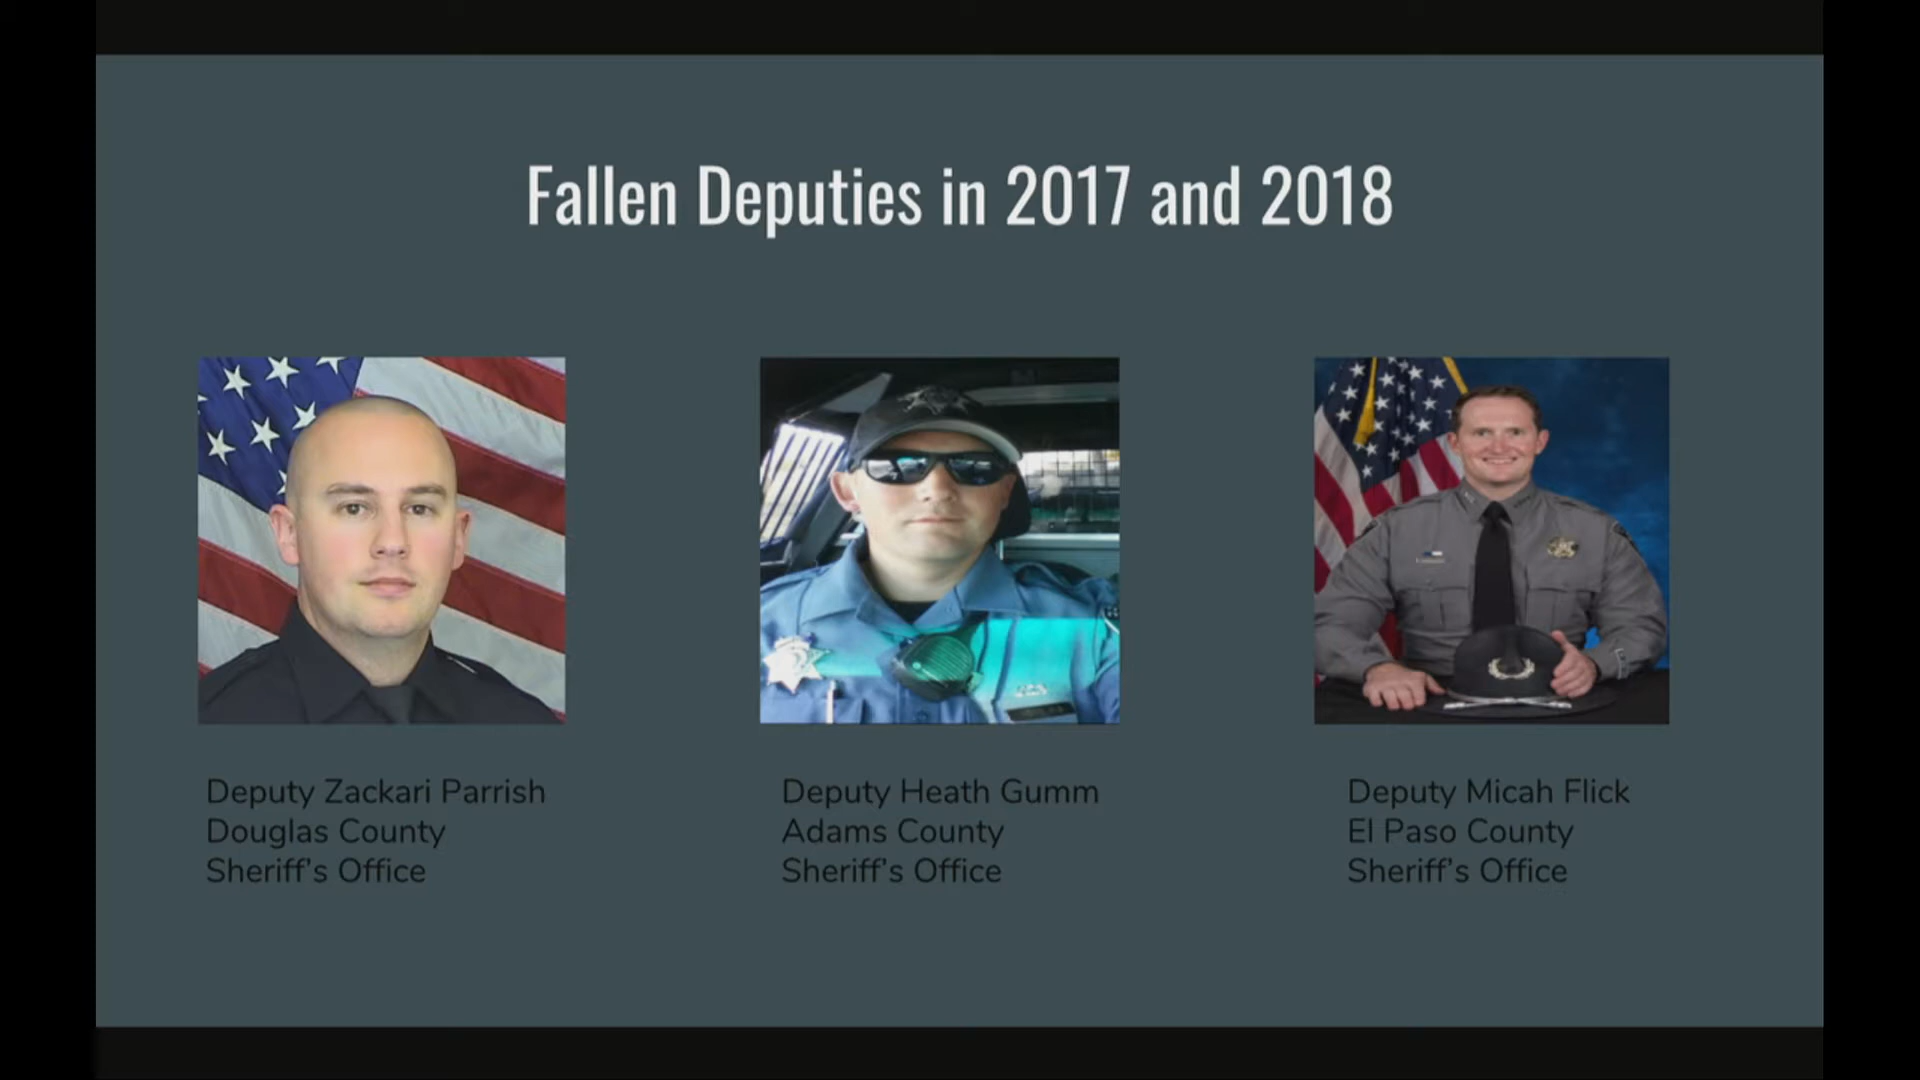 Fallen Deputies in 2017 and 2018
Deputy Zackari Parrish
Douglas County
Sheriff's Office
Deputy Heath Gumm
Adams County
Sheriff's Office
Deputy Micah Flick
El Paso County
Sheriff's Office